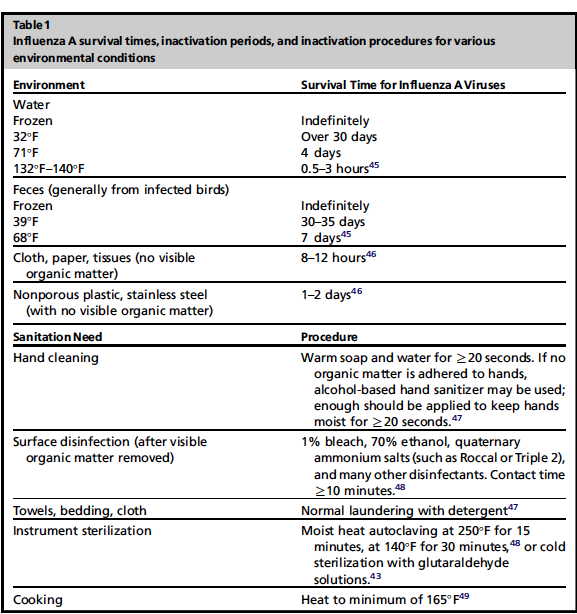 Table 1
Influenza A survival times, inactivation periods, and inactivation procedures for various
environmental conditions
Environment Survival Time for Influenza A Viruses
Water
Frozen Indefinitely
32°F Over 30 days
71°F 4 days
132°F–140°F 0.5–3 hours45
Feces (generally from infected birds)
Frozen Indefinitely
39°F 30–35 days
68°F 7 days45
Cloth, paper, tissues (no visible 8–12 hours46
organic matter)
Nonporous plastic, stainless steel 1–2 days46
(with no visible organic matter)
Sanitation Need Procedure
Hand cleaning Warm soap and water for ≥20 seconds. If no
organic matter is adhered to hands,
alcohol-based hand sanitizer may be used;
enough should be applied to keep hands
moist for ≥20 seconds.47
Surface disinfection (after visible 1% bleach, 70% ethanol, quaternary
organic matter removed) ammonium salts (such as Roccal or Triple 2),
and many other disinfectants. Contact time
≥10 minutes.48
Towels, bedding, cloth Normal laundering with detergent47
Instrument sterilization Moist heat autoclaving at 250°F for 15
minutes, at 140°F for 30 minutes,48 or cold
sterilization with glutaraldehyde
solutions.43
Cooking Heat to minimum of 165°F49